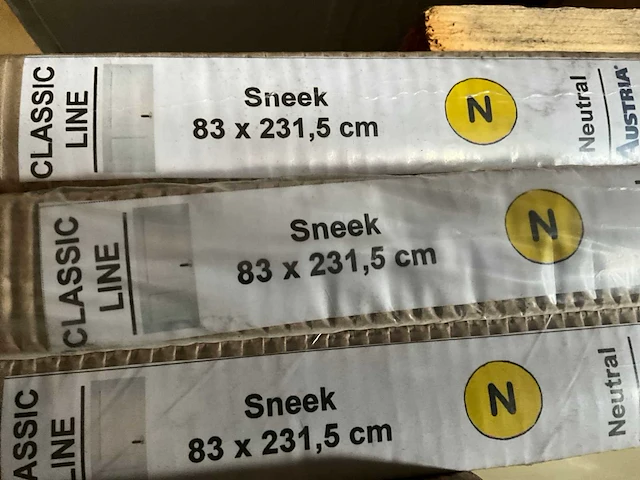 CLASSIC
LINE
Sneek
83 x 231,5 cm
N
Neutral
AUSTRIA
CLASSIC
LINE
Sneek
83 x 231,5 cm
N
ASSIC
LINE
Sneek
83 x 231,5 cm
N
Neutral